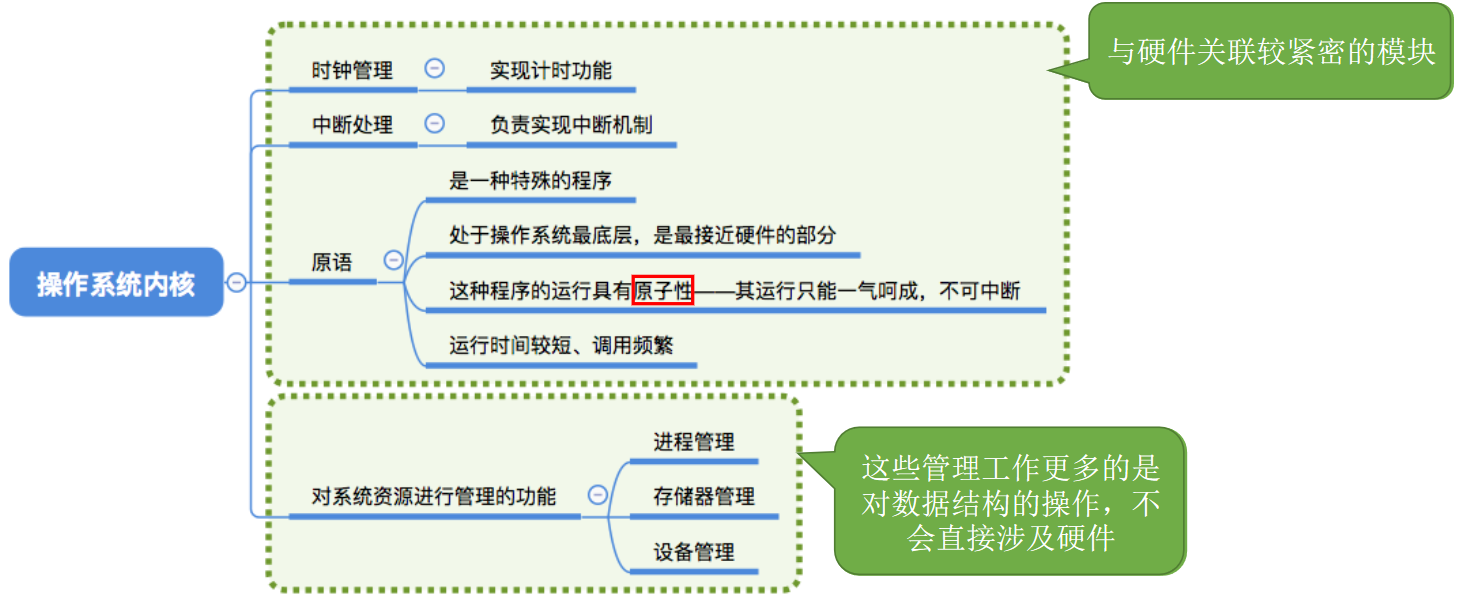 与硬件关联较紧密的模块
时钟管理
实现计时功能
中断处理
负责实现中断机制
是一种特殊的程序
处于操作系统最底层，是最接近硬件的部分
原语
这种程序的运行具有原子性——其运行只能一气呵成，不可中断
运行时间较短、调用频繁
操作系统内核
进程管理
对系统资源进行管理的功能
存储器管理
设备管理
这些管理工作更多的是
对数据结构的操作，不
会直接涉及硬件